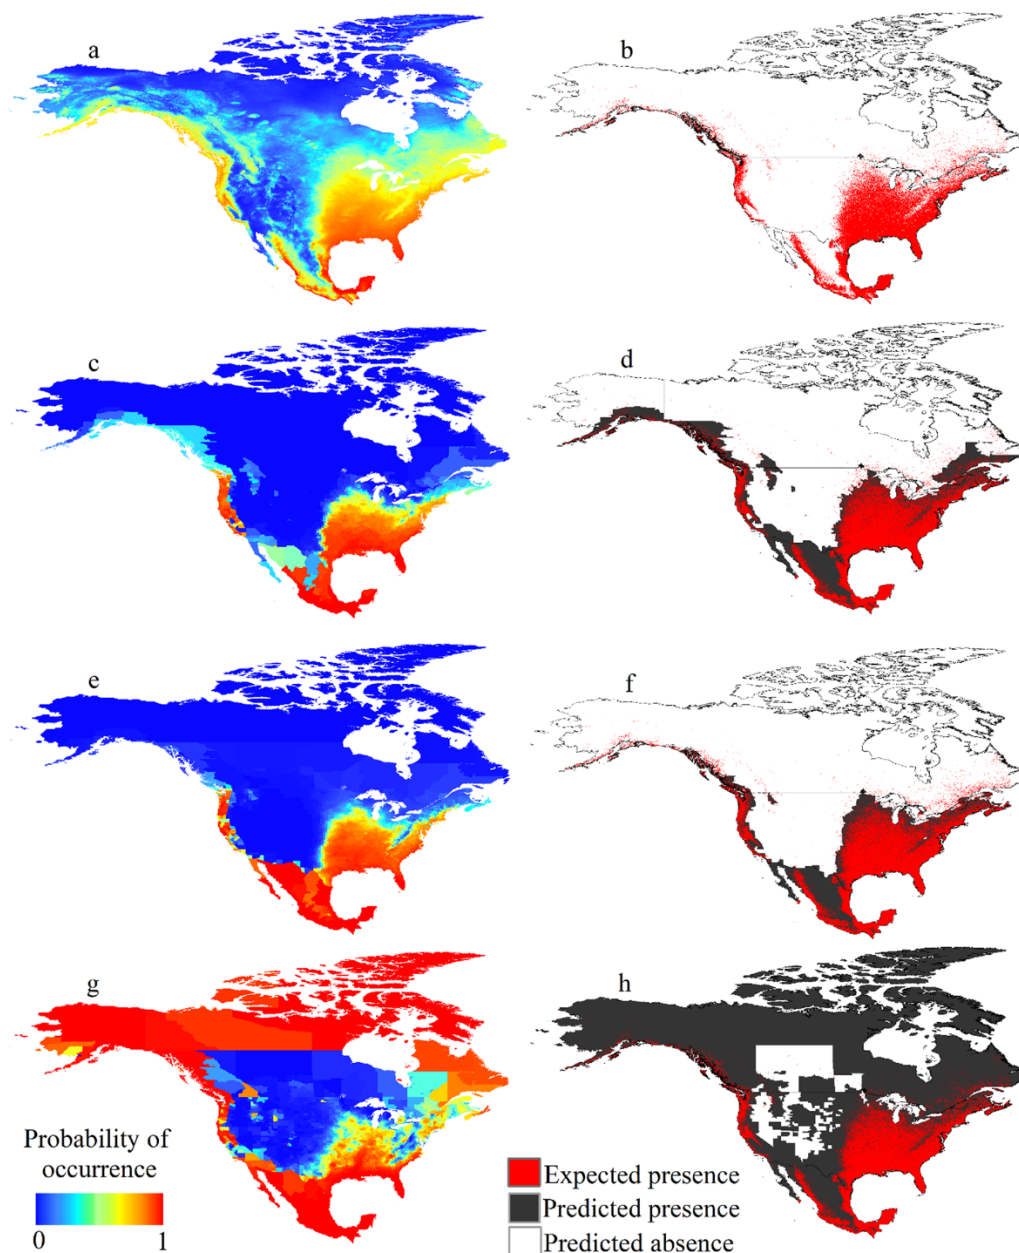 a
b
c
d
e
f
g
h
Probability of
occurrence
0
1
Expected presence
Predicted presence
Predicted absence